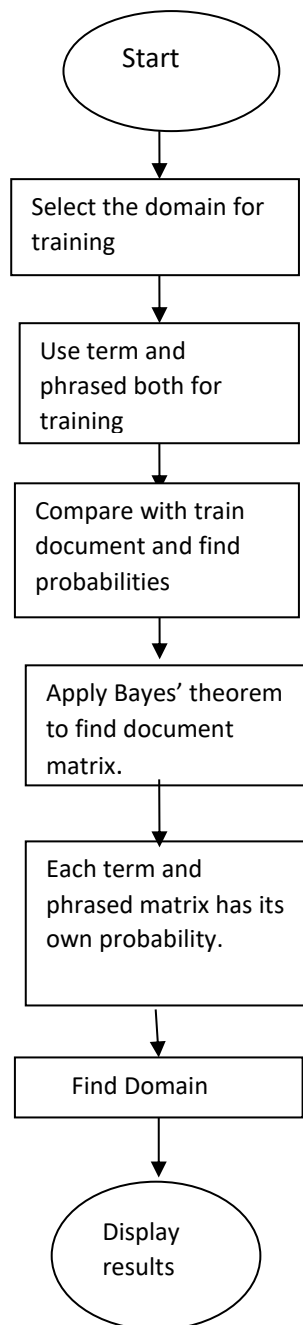 Start
Select the domain for
training
Use term and
phrased both for
training
Compare with train
document and find
probabilities
Apply Bayes’ theorem
to find document
matrix.
Each term and
phrased matrix has its
own probability.
Find Domain
Display
results